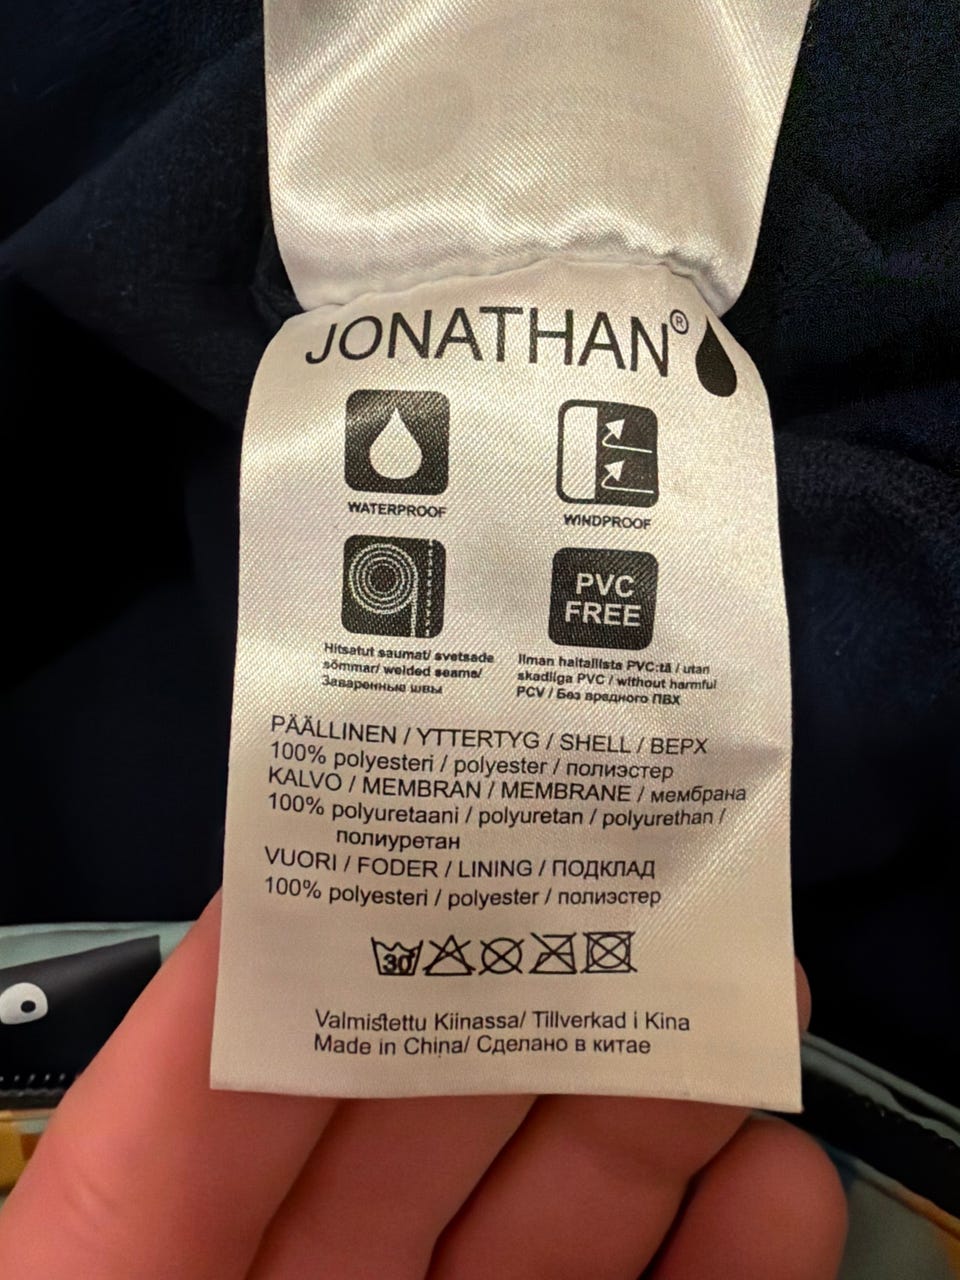 JONATHAN®
WATERPROOF
WINDPROOF
PVC
FREE
Hitsatut saumat/ svetsade
sömmar/ welded seams/
Заваренные швы
Ilman haitallista PVC:tä / utan
skadliga PVC / without harmful
PCV / Без вредного ПВХ
PÄÄLLINEN / YTTERTYG / SHELL / ВЕРХ
100% polyesteri / polyester / полиэстер
KALVO / MEMBRAN / MEMBRANE / мембрана
100% polyuretaani / polyuretan / polyurethan /
полиуретан
VUORI / FODER / LINING / ПОДКЛАД
100% polyesteri / polyester / полиэстер
30
Valmistettu Kiinassa/ Tillverkad i Kina
Made in China/ Сделано в китае